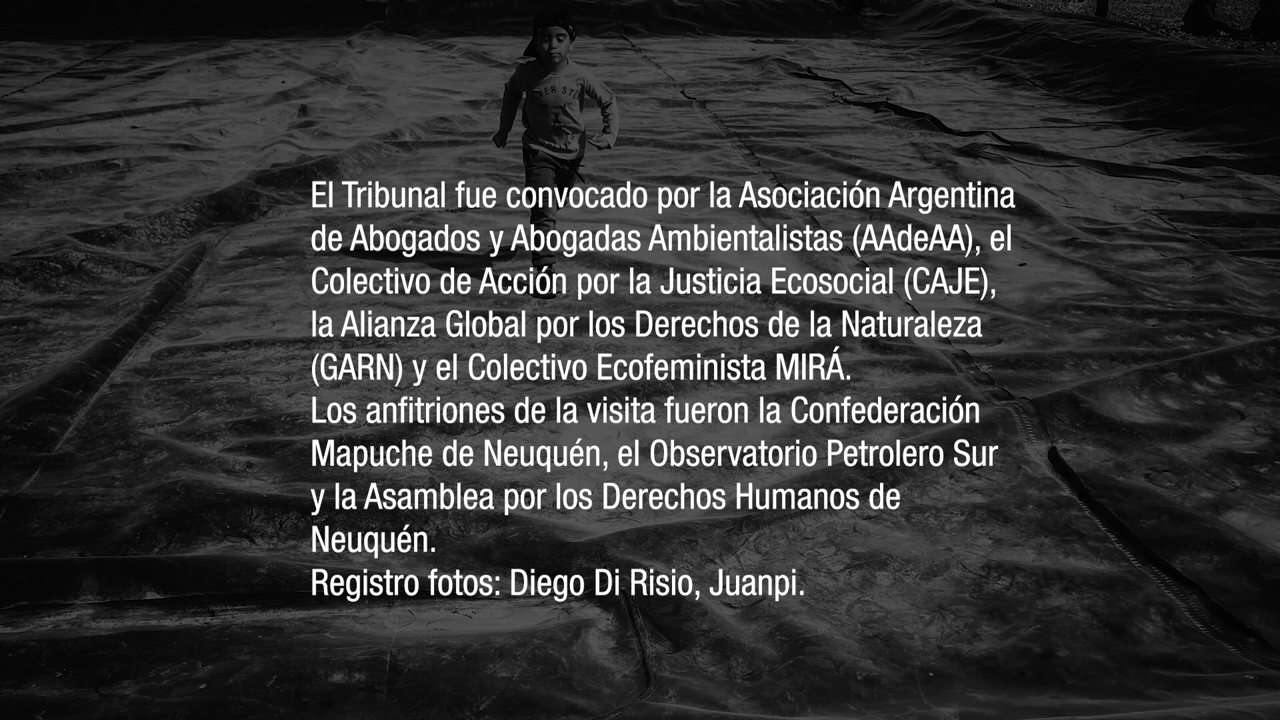 El Tribunal fue convocado por la Asociación Argentina
de Abogados y Abogadas Ambientalistas (AAdeAA), el
Colectivo de Acción por la Justicia Ecosocial (CAJE),
la Alianza Global por los Derechos de la Naturaleza
(GARN) y el Colectivo Ecofeminista MIRÁ.
Los anfitriones de la visita fueron la Confederación
Mapuche de Neuquén, el Observatorio Petrolero Sur
y la Asamblea por los Derechos Humanos de
Neuquén.
Registro fotos: Diego Di Risio, Juanpi.